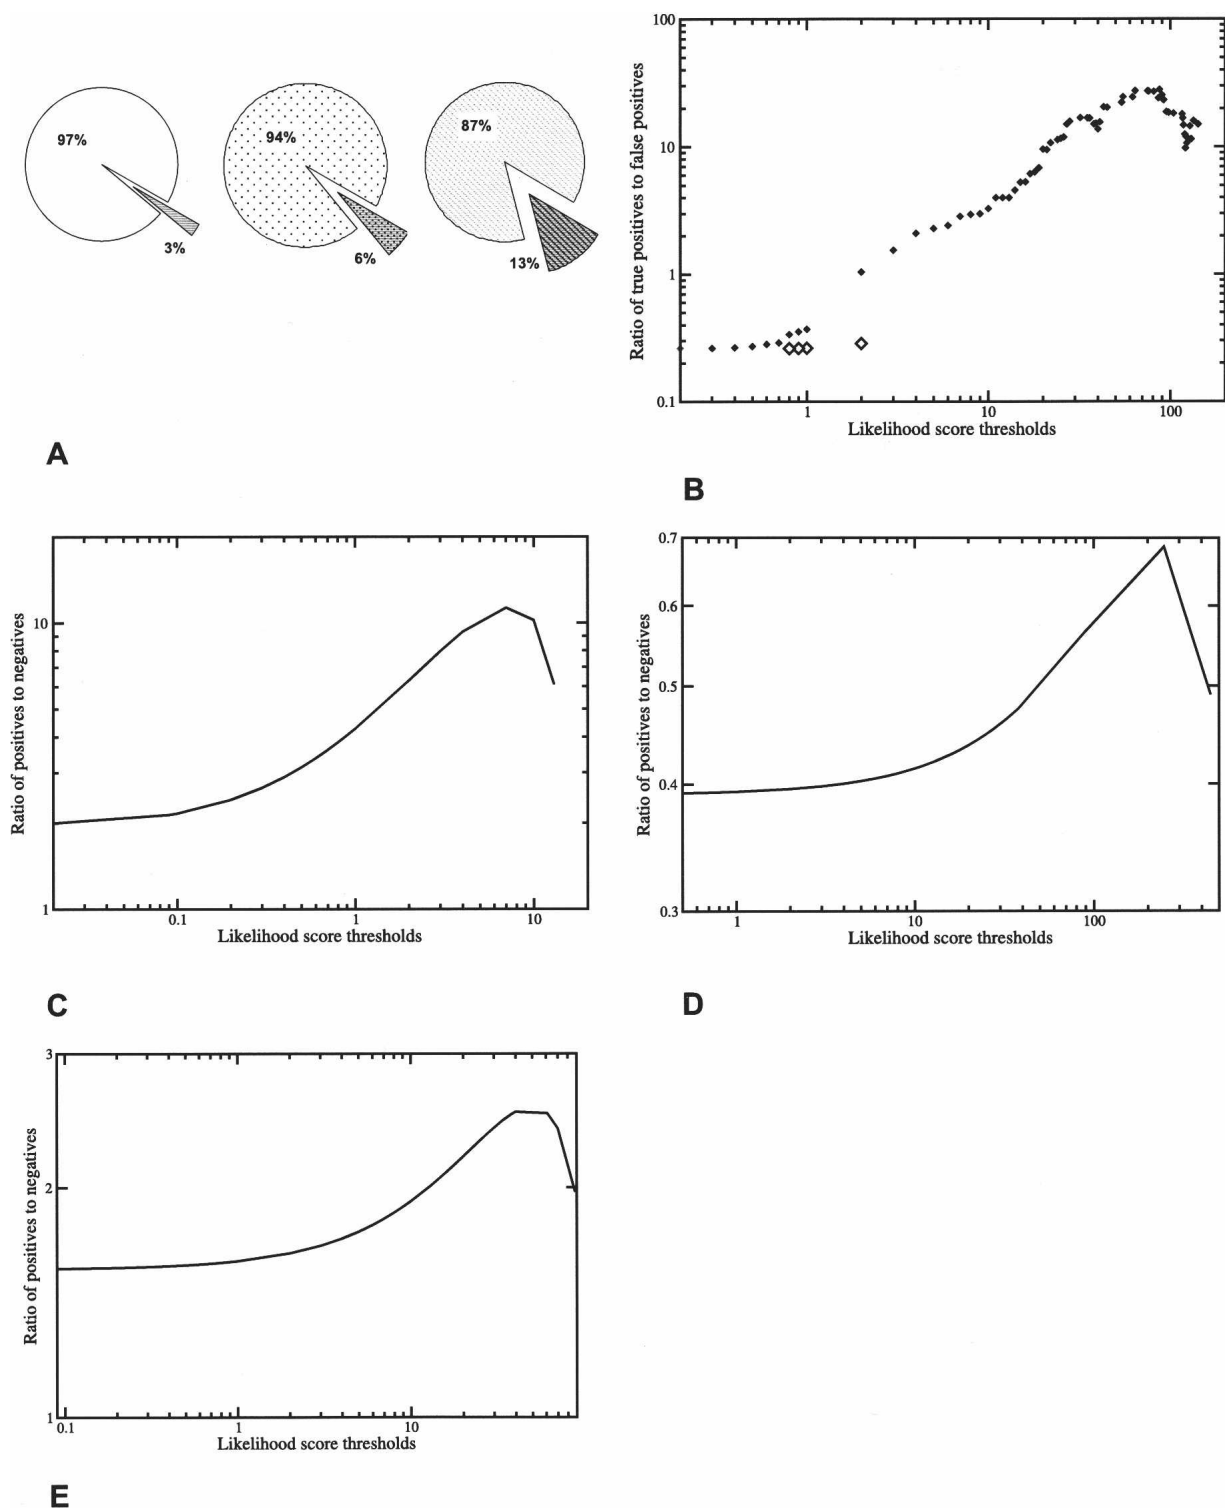 97%
3%
94%
6%
87%
13%
A
100
10
1
0.1
1
10
100
Ratio of true positives to false positives
Likelihood score thresholds
B
10
1
0.1
1
10
Ratio of positives to negatives
Likelihood score thresholds
C
0.7
0.6
0.5
0.4
0.3
1
10
100
Ratio of positives to negatives
Likelihood score thresholds
D
3
2
1
0.1
1
10
Ratio of positives to negatives
Likelihood score thresholds
E